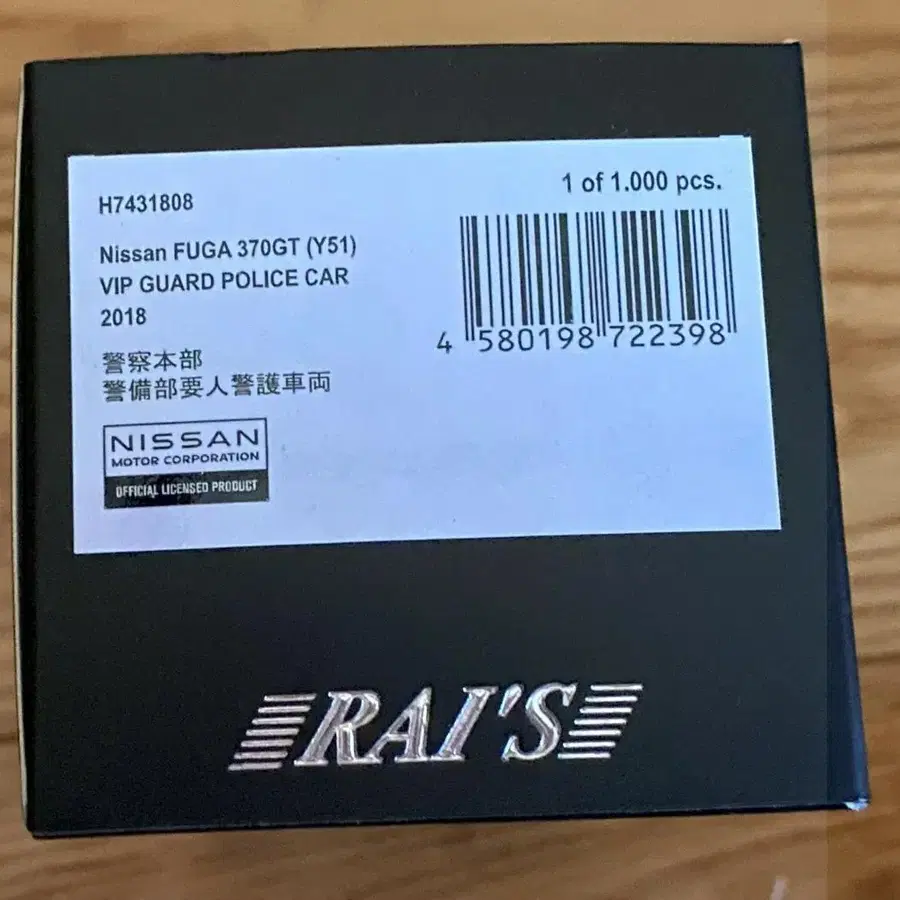 H7431808
1 of 1.000 pcs.
Nissan FUGA 370GT (Y51)
VIP GUARD POLICE CAR
2018
4 580198 722398
警察本部
警備部要人警護車両
NISSAN
MOTOR CORPORATION
OFFICIAL LICENSED PRODUCT
RAI'S